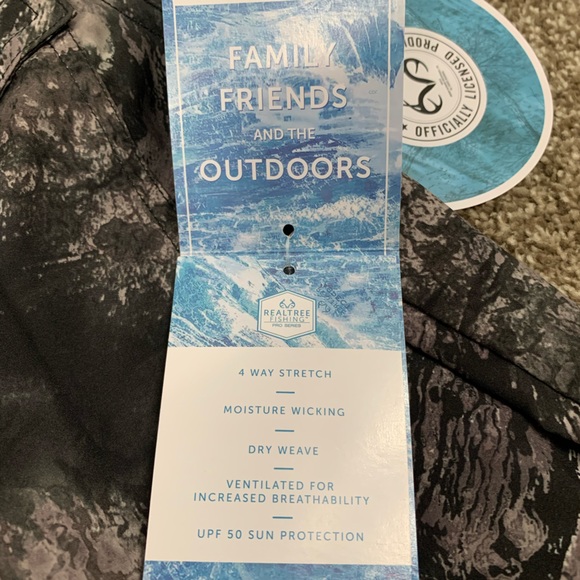 FAMILY
FRIENDS
AND THE
OUTDOORS
OFFICIALLY LICENSED
REALTREE
FISHING
PRO SERIES
4 WAY STRETCH
MOISTURE WICKING
DRY WEAVE
VENTILATED FOR
INCREASED BREATHABILITY
UPF 50 SUN PROTECTION